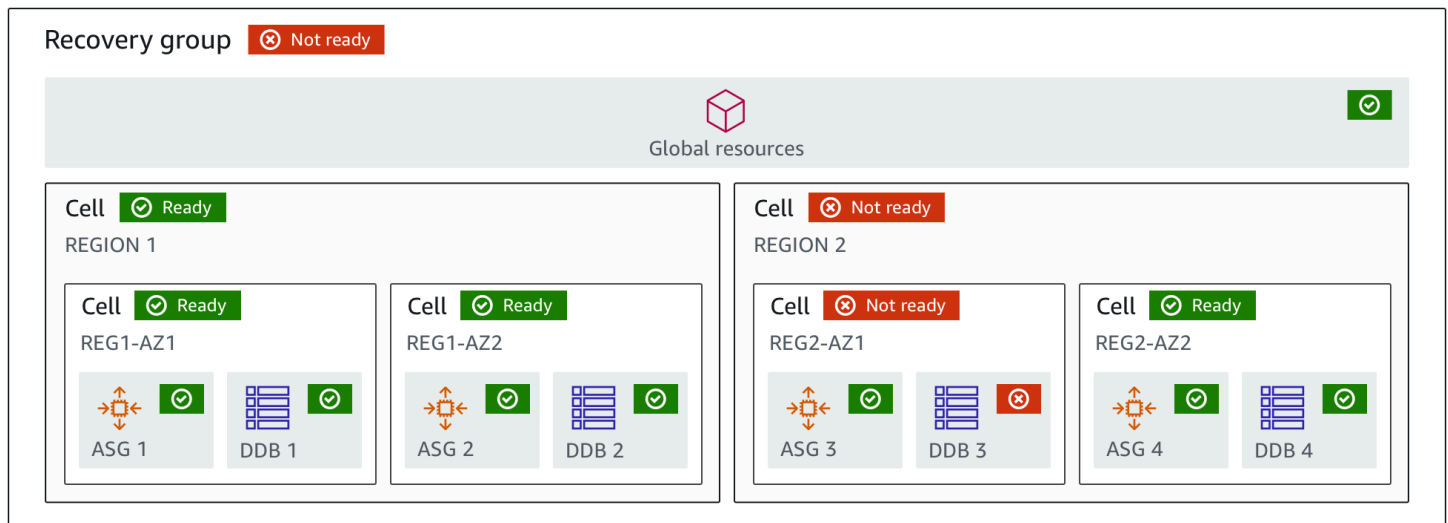 Recovery group Not ready
Global resources
Cell Ready
REGION 1
Cell Ready
REG1-AZ1
ASG 1
DDB 1
Cell Ready
REG1-AZ2
ASG 2
DDB 2
Cell Not ready
REGION 2
Cell Not ready
REG2-AZ1
ASG 3
DDB 3
Cell Ready
REG2-AZ2
ASG 4
DDB 4